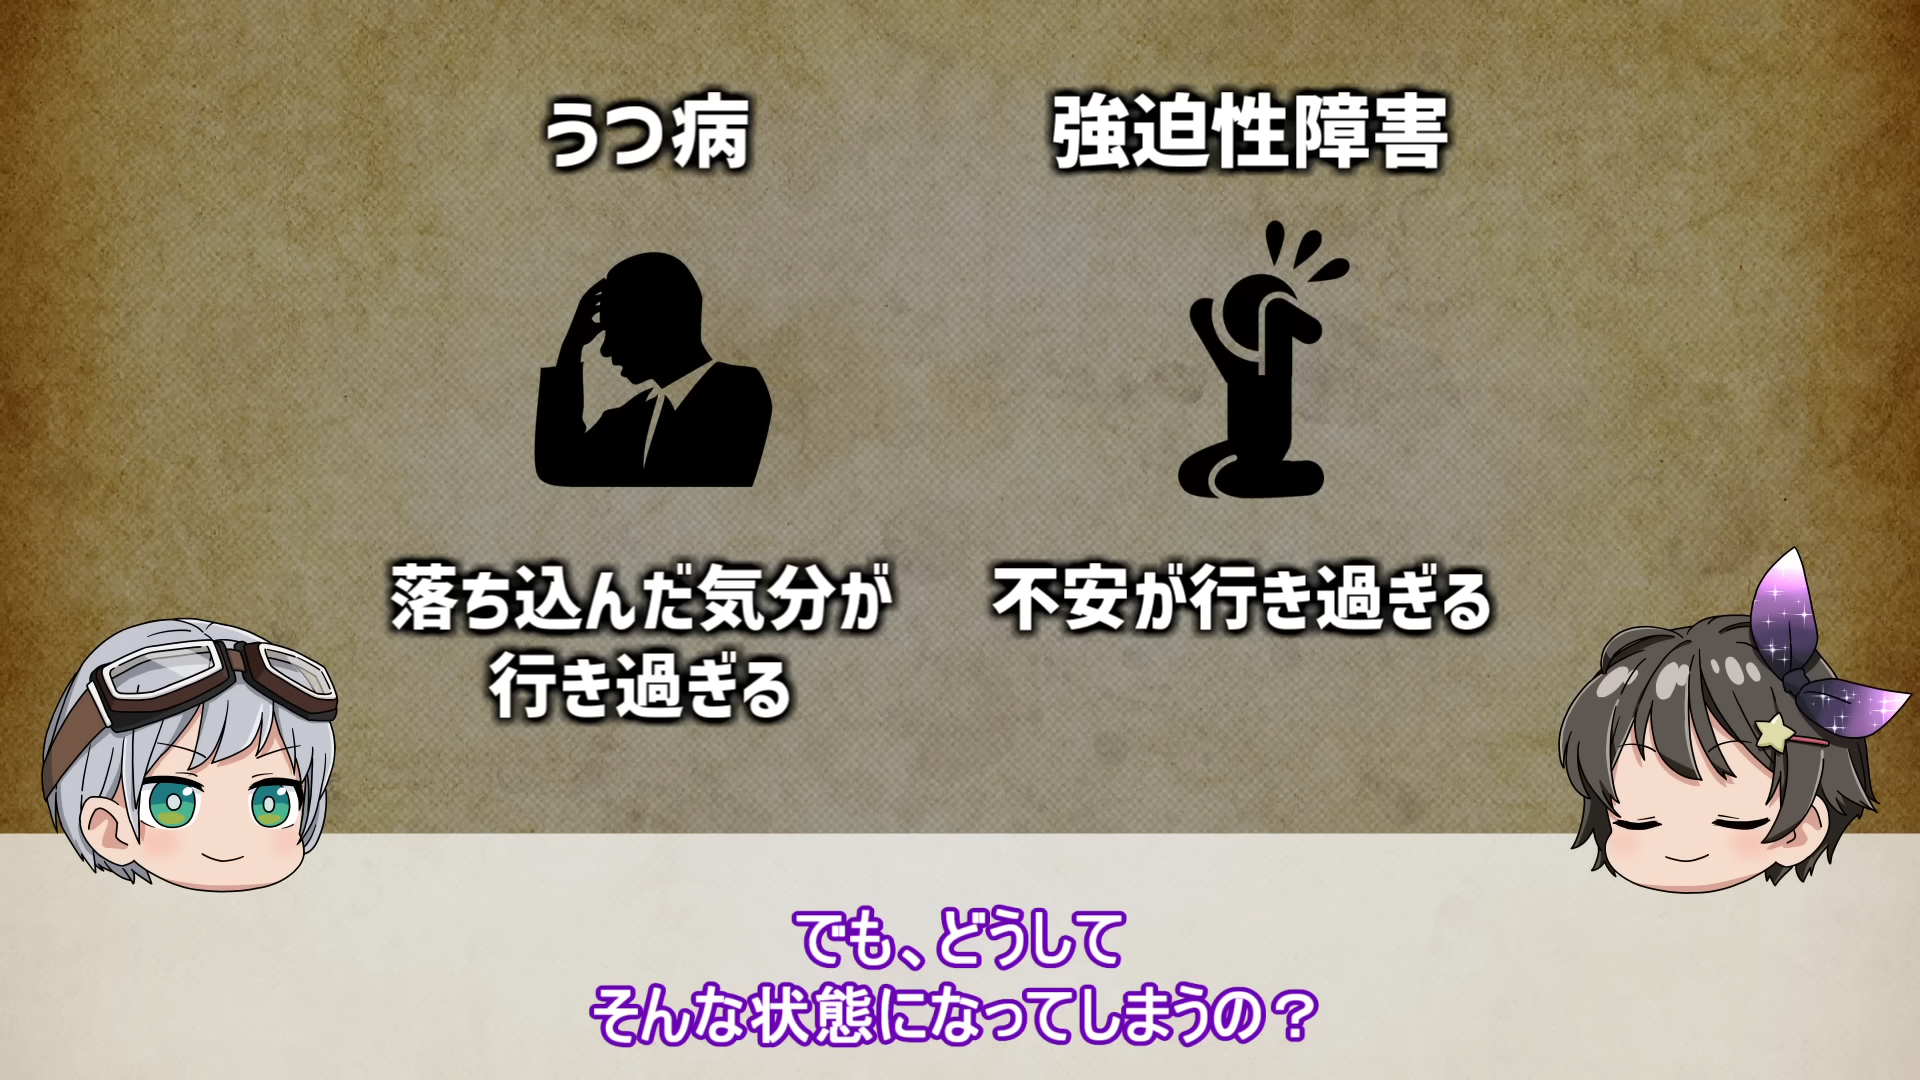 うつ病
強迫性障害
落ち込んだ気分が
行き過ぎる
不安が行き過ぎる
でも、どうして
そんな状態になってしまうの？